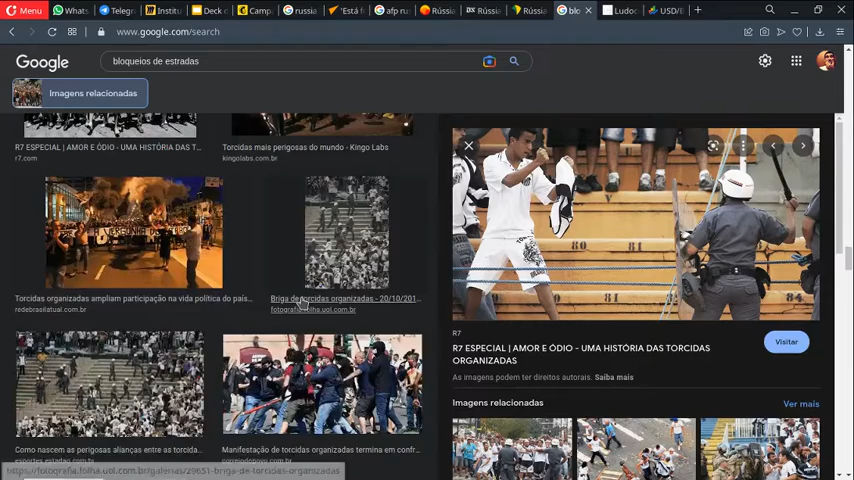 Menu
Whats
Telegra
Institu
Deck d
Camp
russia
'Está f
afp rus
Rússia
Rússia
Rússia
blo
Ludoc
USD/B
www.google.com/search
Google
bloqueios de estradas
Imagens relacionadas
R7 ESPECIAL | AMOR E ÓDIO - UMA HISTÓRIA DAS T...
r7.com
Torcidas mais perigosas do mundo - Kingo Labs
kingolabs.com.br
Torcidas organizadas ampliam participação na vida política do país...
redebrasilatual.com.br
Briga de torcidas organizadas - 20/10/201...
fotografia.folha.uol.com.br
Como nascem as perigosas alianças entre as torcida...
esportes.estadao.com.br
Manifestação de torcidas organizadas termina em confr...
correiodopovo.com.br
https://fotografia.folha.uol.com.br/galerias/29651-briga-de-torcidas-organizadas
79
80
81
R7
R7 ESPECIAL | AMOR E ÓDIO - UMA HISTÓRIA DAS TORCIDAS
ORGANIZADAS
Visitar
As imagens podem ter direitos autorais. Saiba mais
Imagens relacionadas
Ver mais